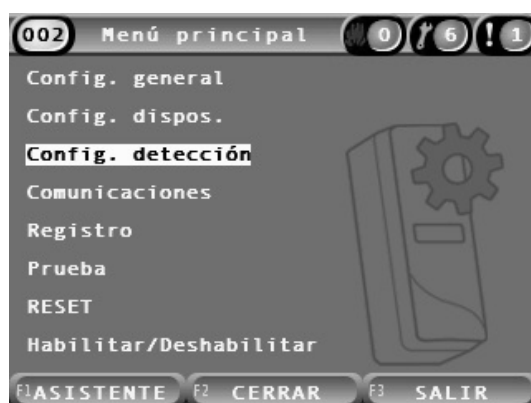 002 Menú principal 0 6 ! 1
Config. general
Config. dispos.
Config. detección
Comunicaciones
Registro
Prueba
RESET
Habilitar/Deshabilitar
F1 ASISTENTE F2 CERRAR F3 SALIR